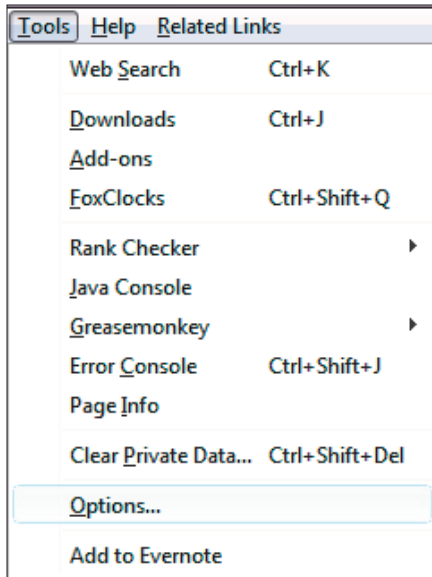 Tools Help Related Links
Web Search Ctrl+K
Downloads Ctrl+J
Add-ons
FoxClocks Ctrl+Shift+Q
Rank Checker
Java Console
Greasemonkey
Error Console Ctrl+Shift+J
Page Info
Clear Private Data... Ctrl+Shift+Del
Options...
Add to Evernote